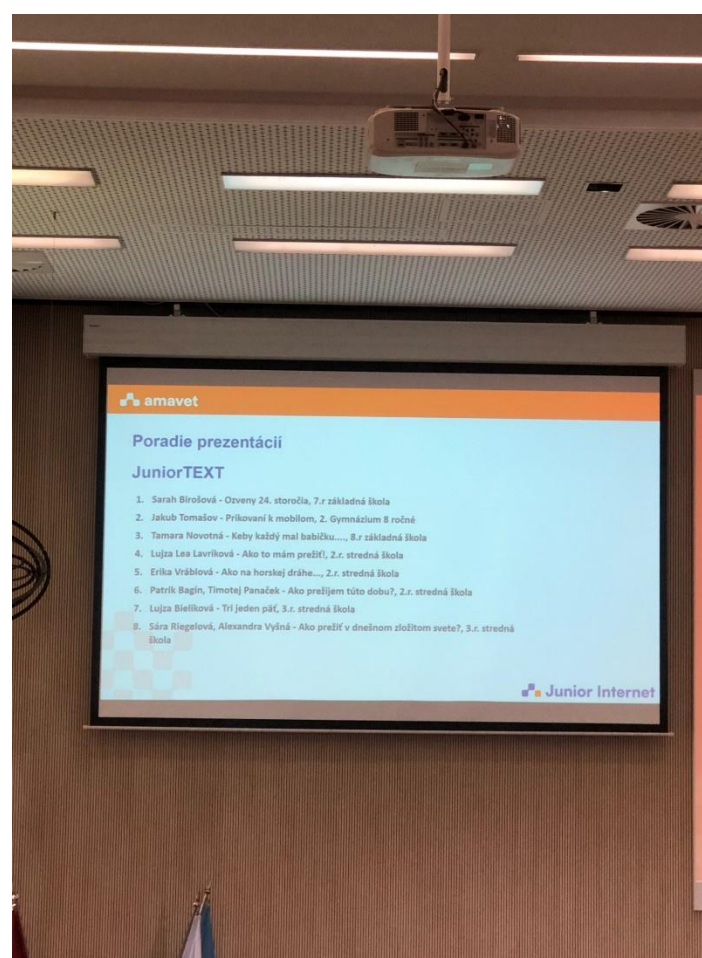 amavet
Poradie prezentácií
JuniorTEXT
1. Sarah Birošová - Ozveny 24. storočia, 7.r základná škola
2. Jakub Tomašov - Prikovaní k mobilom, 2. Gymnázium 8 ročné
3. Tamara Novotná - Keby každý mal babičku...., 8.r základná škola
4. Lujza Lea Lavriková - Ako to mám prežiť!, 2.r. stredná škola
5. Erika Vráblová - Ako na horskej dráhe..., 2.r. stredná škola
6. Patrik Bagín, Timotej Panaček - Ako prežijem túto dobu?, 2.r. stredná škola
7. Lujza Bieliková - Tri jeden päť, 3.r. stredná škola
8. Sára Riegelová, Alexandra Vyšná - Ako prežiť v dnešnom zložitom svete?, 3.r. stredná
škola
Junior Internet